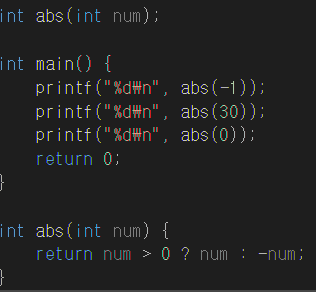 int abs(int num);
int main() {
printf("%d₩n", abs(-1));
printf("%d₩n", abs(30));
printf("%d₩n", abs(0));
return 0;
}
int abs(int num) {
return num > 0 ? num : -num;
}